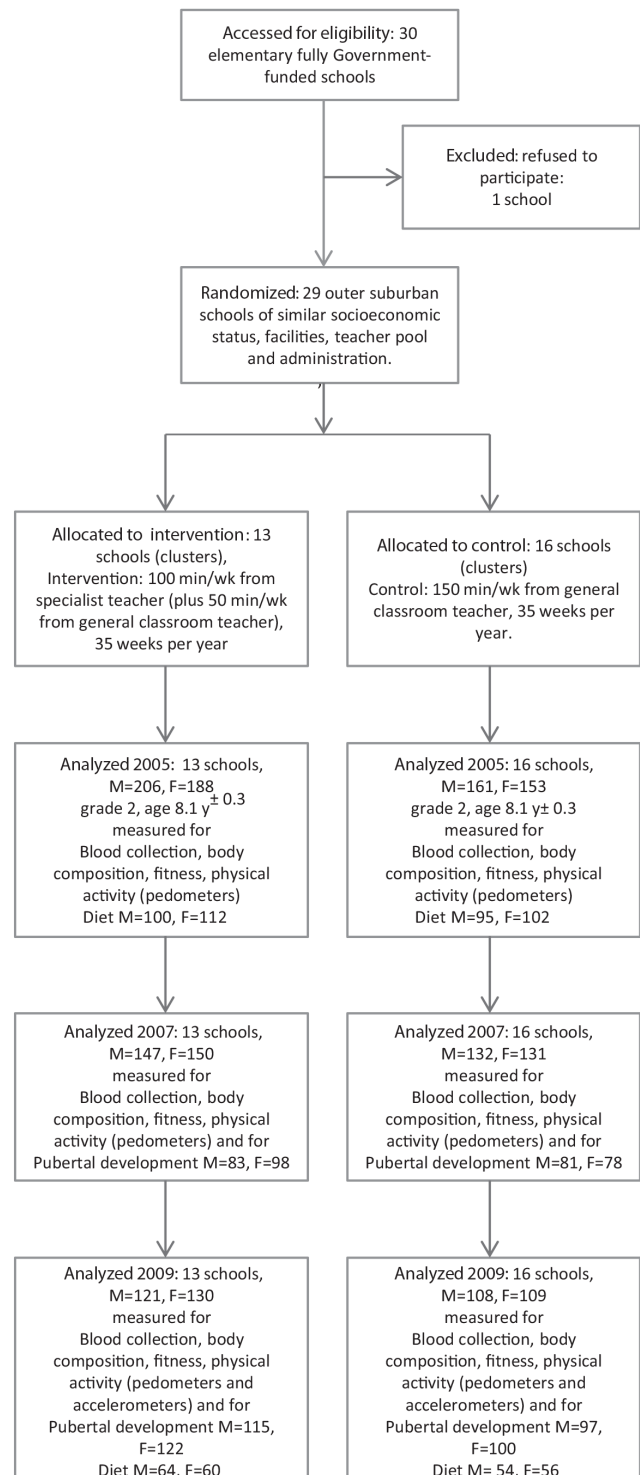 Accessed for eligibility: 30
elementary fully Government-
funded schools
Excluded: refused to
participate:
1 school
Randomized: 29 outer suburban
schools of similar socioeconomic
status, facilities, teacher pool
and administration.
,
Allocated to intervention: 13
schools (clusters),
Intervention: 100 min/wk from
specialist teacher (plus 50 min/wk
from general classroom teacher),
35 weeks per year
Allocated to control: 16 schools
(clusters)
Control: 150 min/wk from general
classroom teacher, 35 weeks per
year.
Analyzed 2005: 13 schools,
M=206, F=188
grade 2, age 8.1 y± 0.3
measured for
Blood collection, body
composition, fitness, physical
activity (pedometers)
Diet M=100, F=112
Analyzed 2005: 16 schools,
M=161, F=153
grade 2, age 8.1 y± 0.3
measured for
Blood collection, body
composition, fitness, physical
activity (pedometers)
Diet M=95, F=102
Analyzed 2007: 13 schools,
M=147, F=150
measured for
Blood collection, body
composition, fitness, physical
activity (pedometers) and for
Pubertal development M=83, F=98
Analyzed 2007: 16 schools,
M=132, F=131
measured for
Blood collection, body
composition, fitness, physical
activity (pedometers) and for
Pubertal development M=81, F=78
Analyzed 2009: 13 schools,
M=121, F=130
measured for
Blood collection, body
composition, fitness, physical
activity (pedometers and
accelerometers) and for
Pubertal development M=115,
F=122
Diet M=64, F=60
Analyzed 2009: 16 schools,
M=108, F=109
measured for
Blood collection, body
composition, fitness, physical
activity (pedometers and
accelerometers) and for
Pubertal development M=97,
F=100
Diet M= 54, F=56